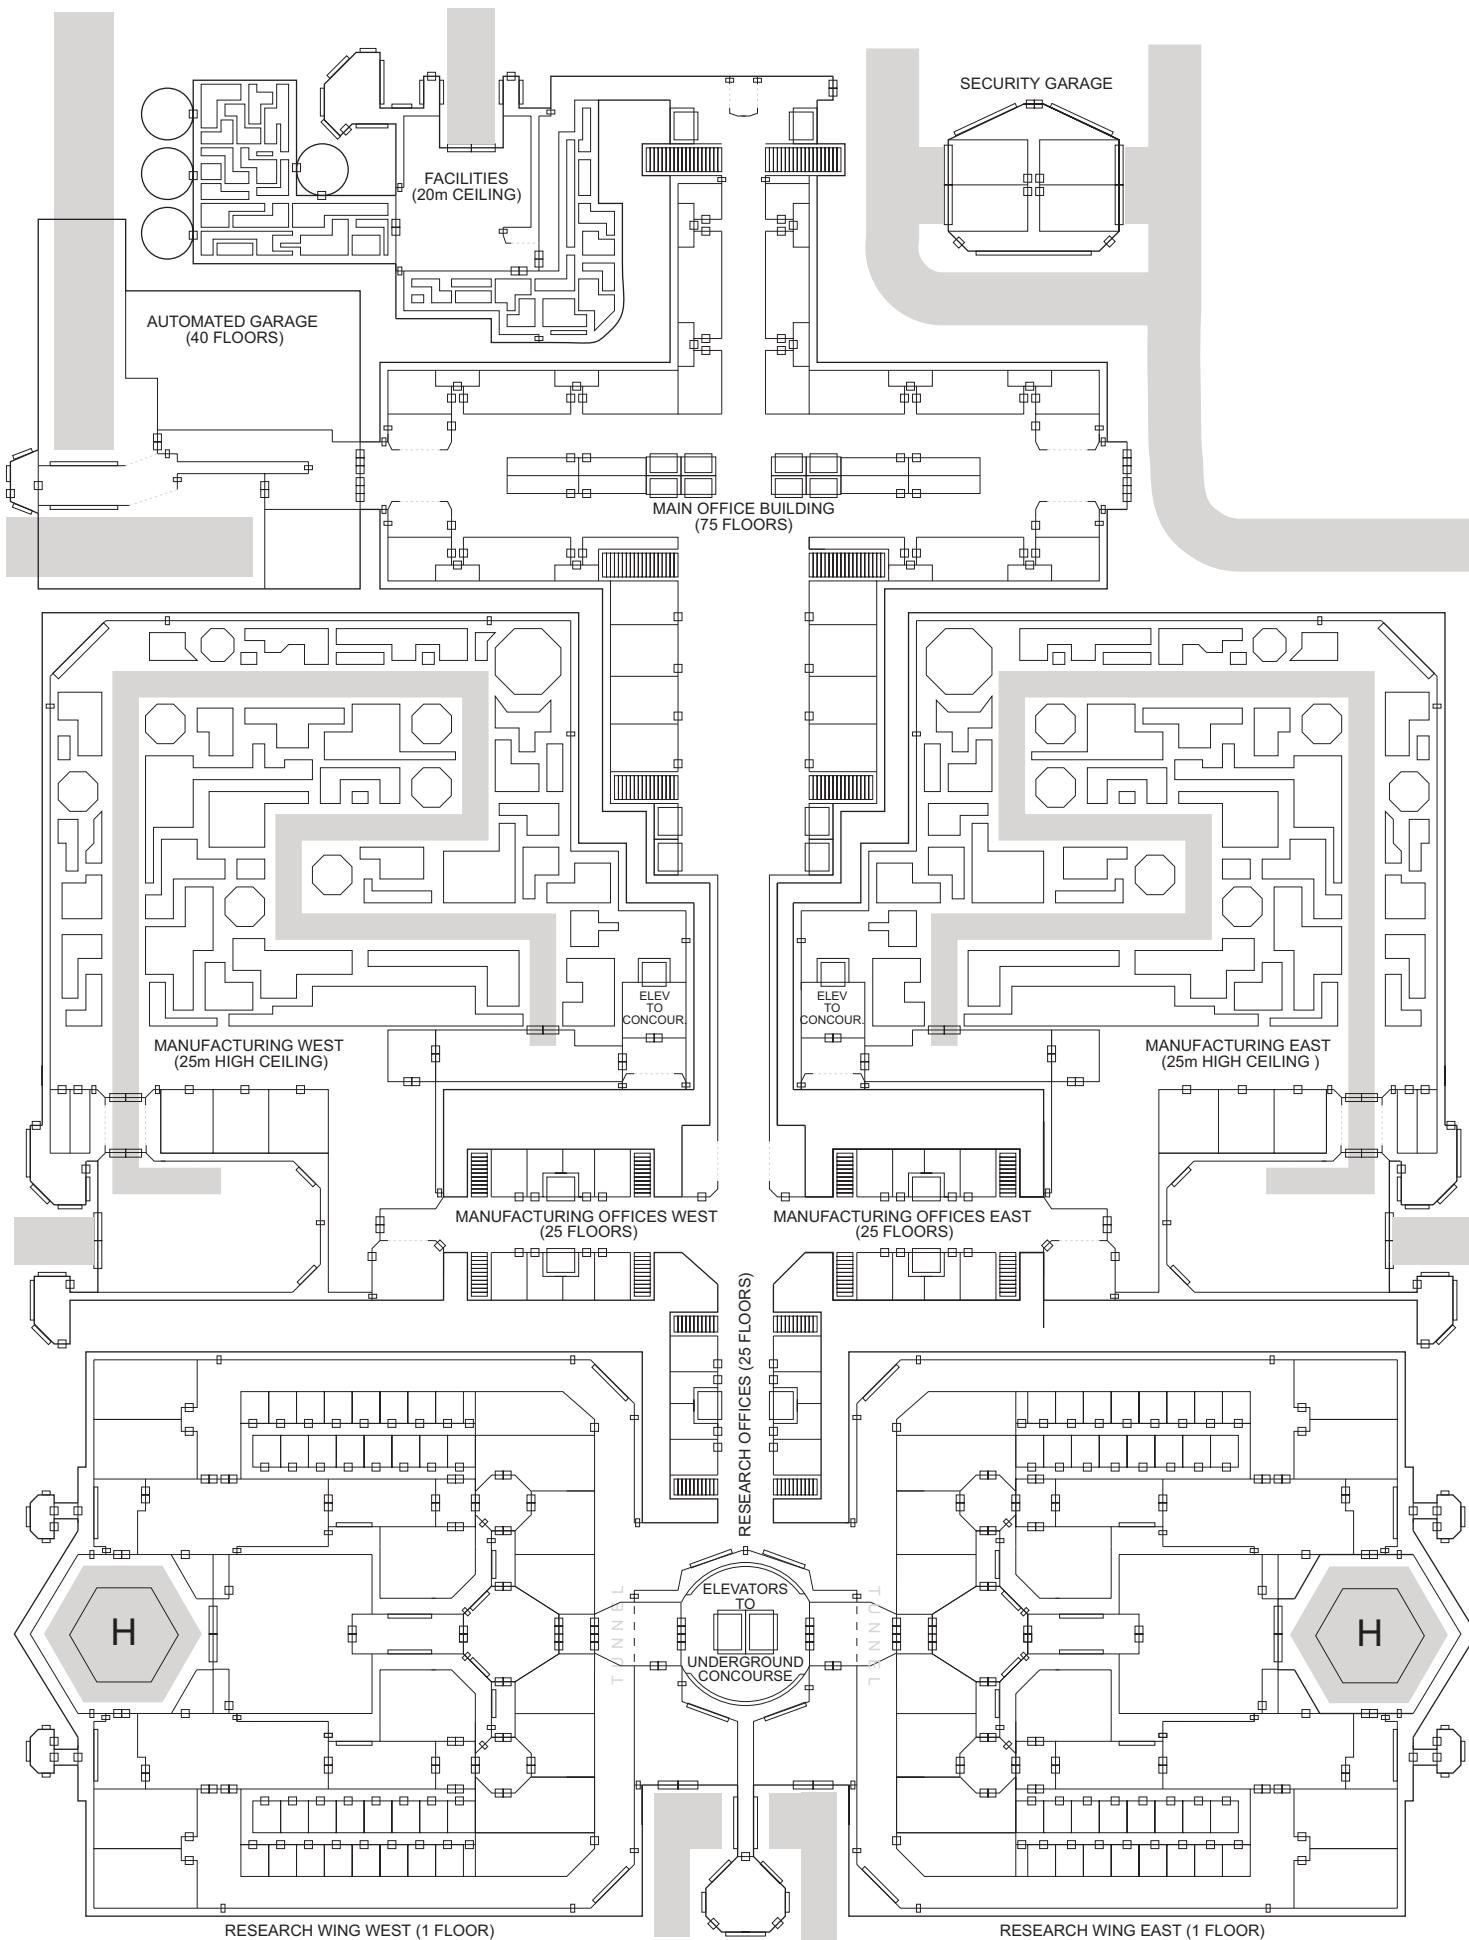 SECURITY GARAGE
FACILITIES
(20m CEILING)
AUTOMATED GARAGE
(40 FLOORS)
MAIN OFFICE BUILDING
(75 FLOORS)
ELEV
TO
CONCOUR.
ELEV
TO
CONCOUR.
MANUFACTURING WEST
(25m HIGH CEILING)
MANUFACTURING EAST
(25m HIGH CEILING )
MANUFACTURING OFFICES WEST
(25 FLOORS)
MANUFACTURING OFFICES EAST
(25 FLOORS)
RESEARCH OFFICES (25 FLOORS)
TUNNEL
ELEVATORS
TO
UNDERGROUND
CONCOURSE
TUNNEL
H
H
RESEARCH WING WEST (1 FLOOR)
RESEARCH WING EAST (1 FLOOR)